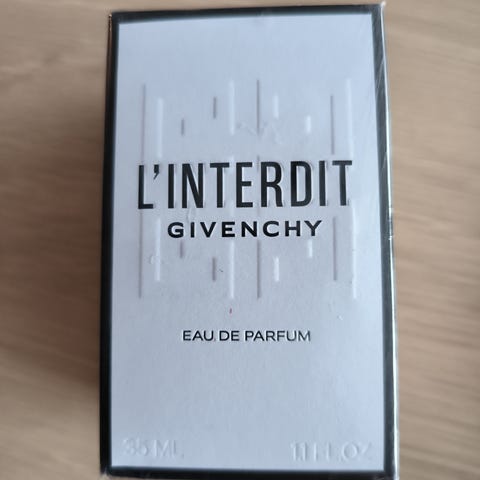 L'INTERDIT
GIVENCHY
EAU DE PARFUM
35 ML 1.1 FL.OZ